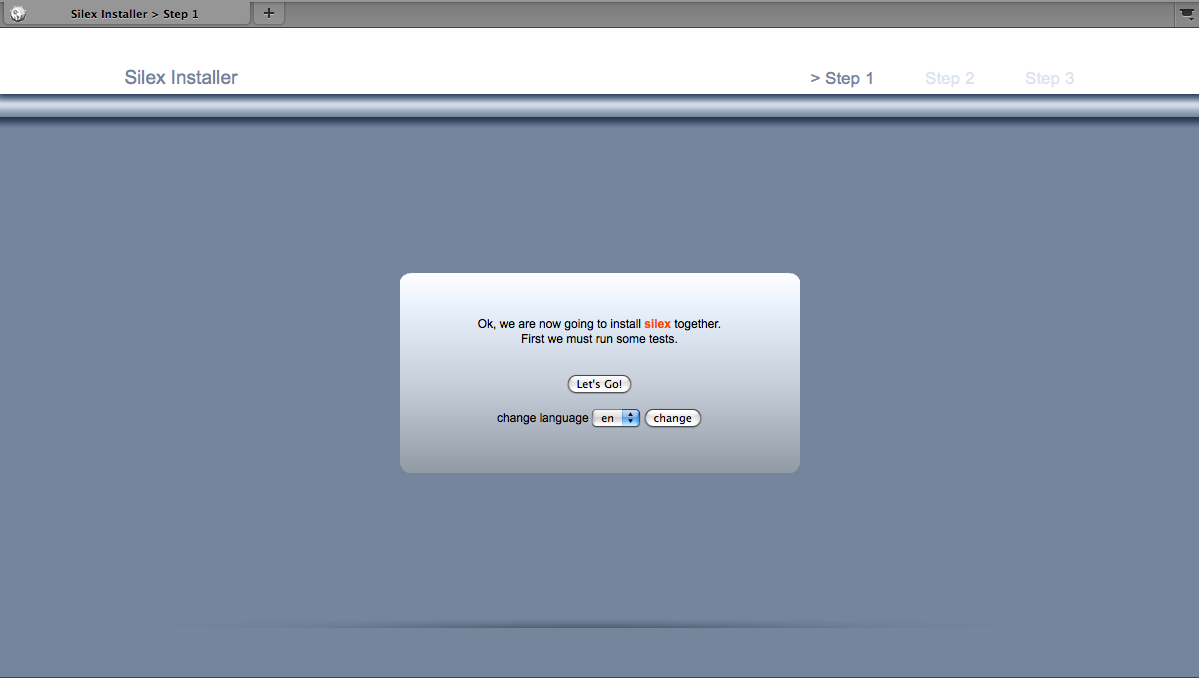 Silex Installer > Step 1
Silex Installer
> Step 1
Step 2
Step 3
Ok, we are now going to install silex together.
First we must run some tests.
Let's Go!
change language en change